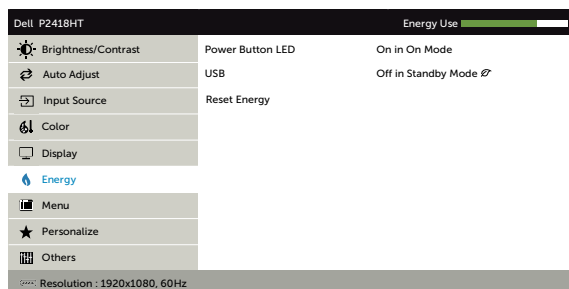 Dell P2418HT Energy Use
Brightness/Contrast Power Button LED On in On Mode
Auto Adjust USB Off in Standby Mode
Input Source Reset Energy
Color
Display
Energy
Menu
Personalize
Others
Resolution : 1920x1080, 60Hz